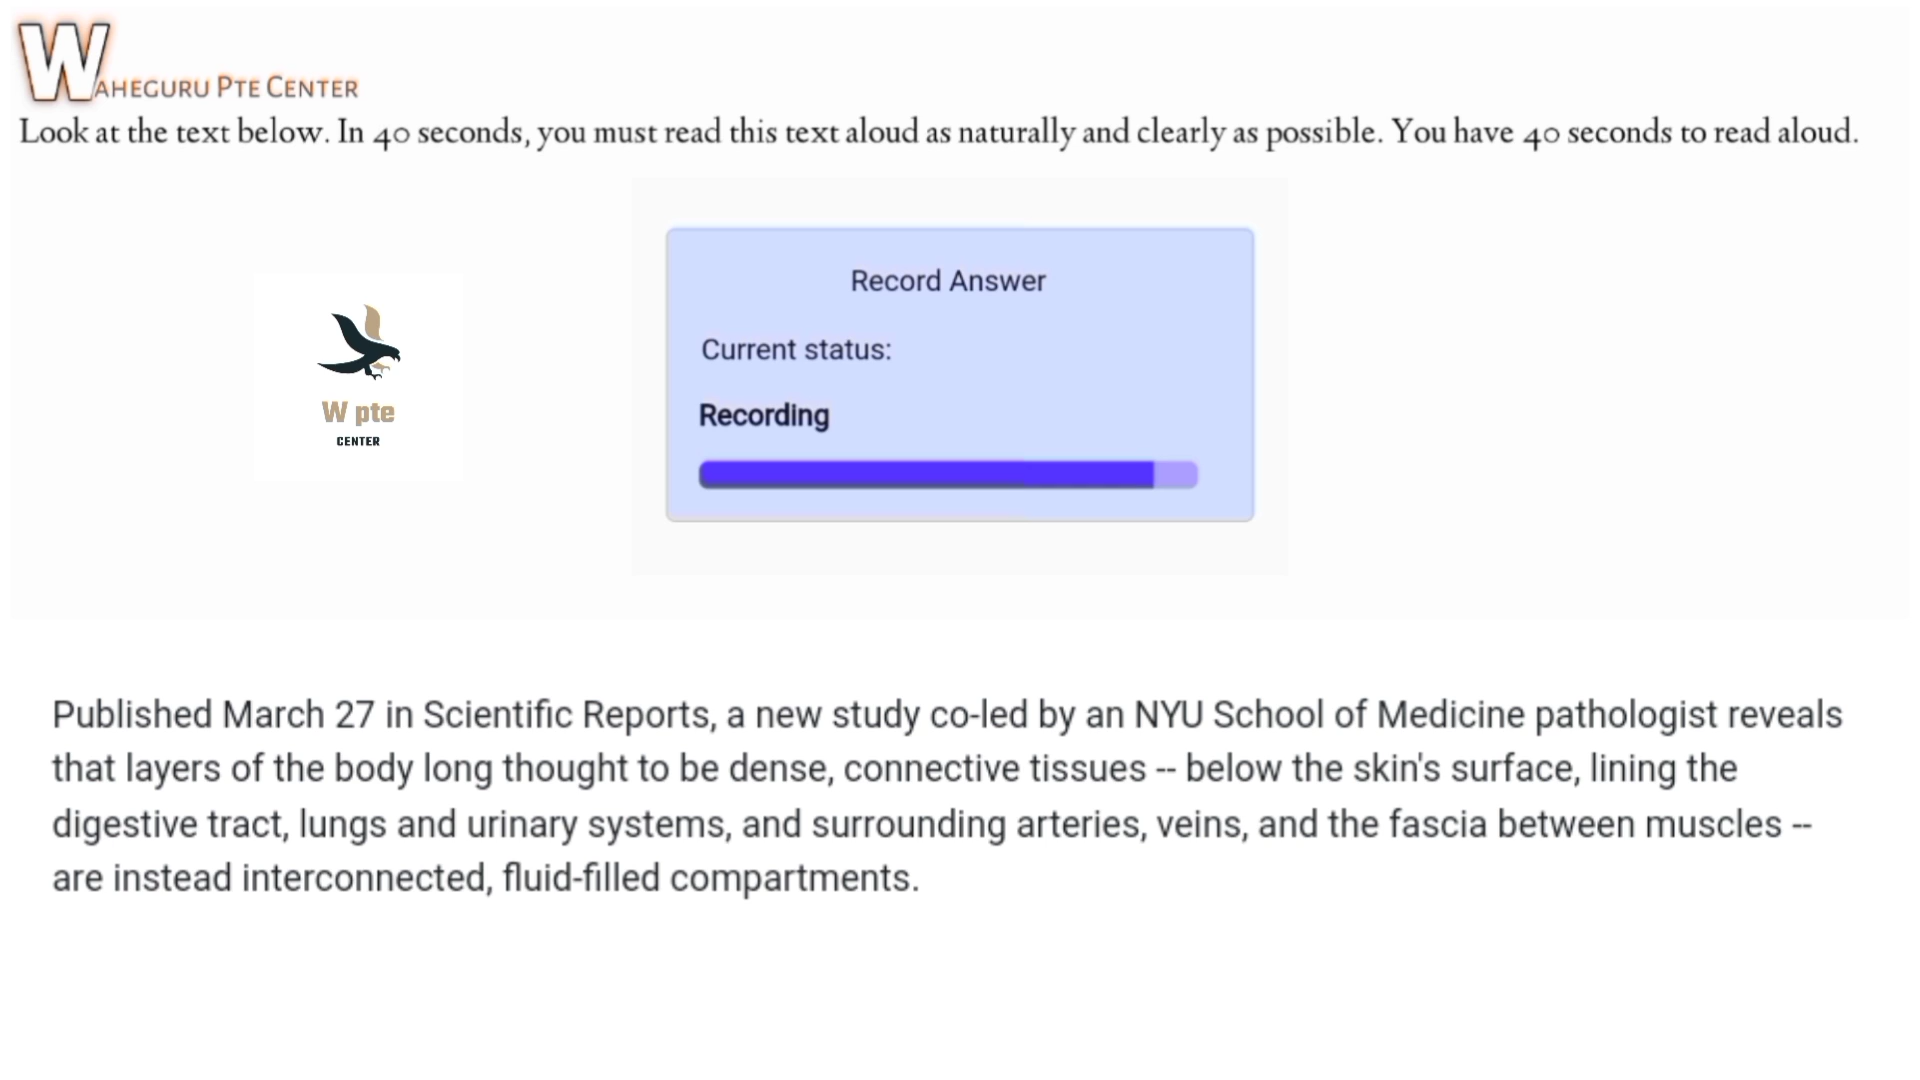 WAHEGURU PTE CENTER
Look at the text below. In 40 seconds, you must read this text aloud as naturally and clearly as possible. You have 40 seconds to read aloud.
Record Answer
Current status:
Recording
W pte
CENTER
Published March 27 in Scientific Reports, a new study co-led by an NYU School of Medicine pathologist reveals
that layers of the body long thought to be dense, connective tissues -- below the skin's surface, lining the
digestive tract, lungs and urinary systems, and surrounding arteries, veins, and the fascia between muscles --
are instead interconnected, fluid-filled compartments.